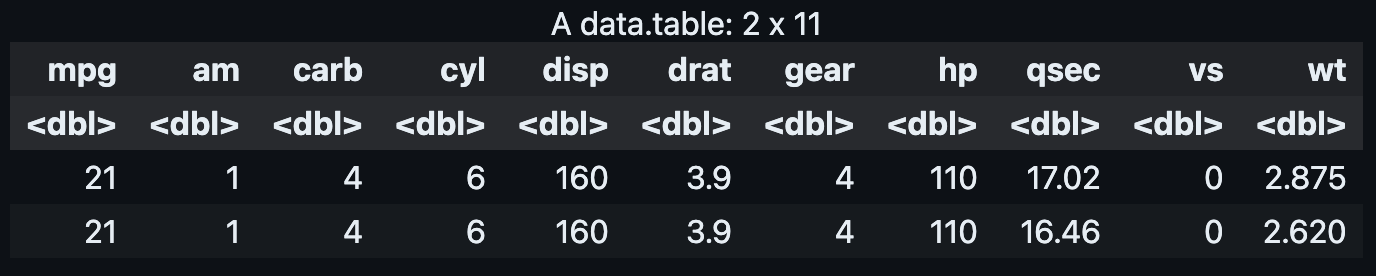 A data.table: 2 x 11
mpg am carb cyl disp drat gear hp qsec vs wt
<dbl> <dbl> <dbl> <dbl> <dbl> <dbl> <dbl> <dbl> <dbl> <dbl> <dbl>
21 1 4 6 160 3.9 4 110 17.02 0 2.875
21 1 4 6 160 3.9 4 110 16.46 0 2.620